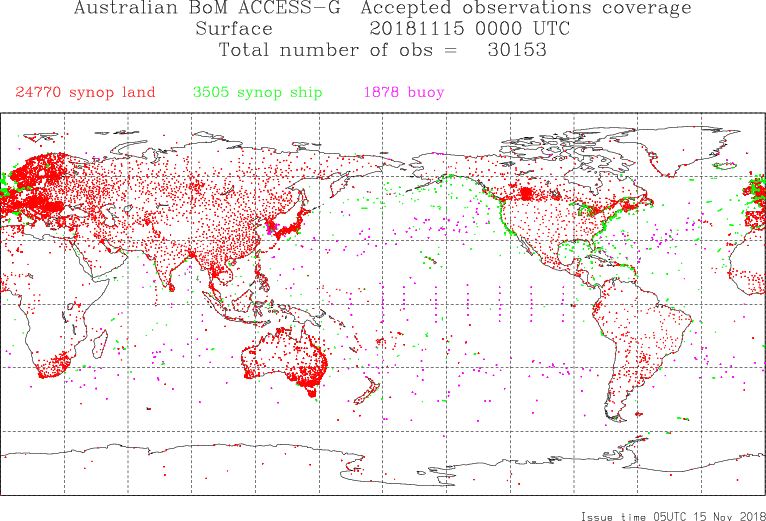 Australian BoM ACCESS-G  Accepted observations coverage
Surface  20181115 0000 UTC
Total number of obs =  30153
24770 synop land  3505 synop ship  1878 buoy
Issue time 05UTC 15 Nov 2018